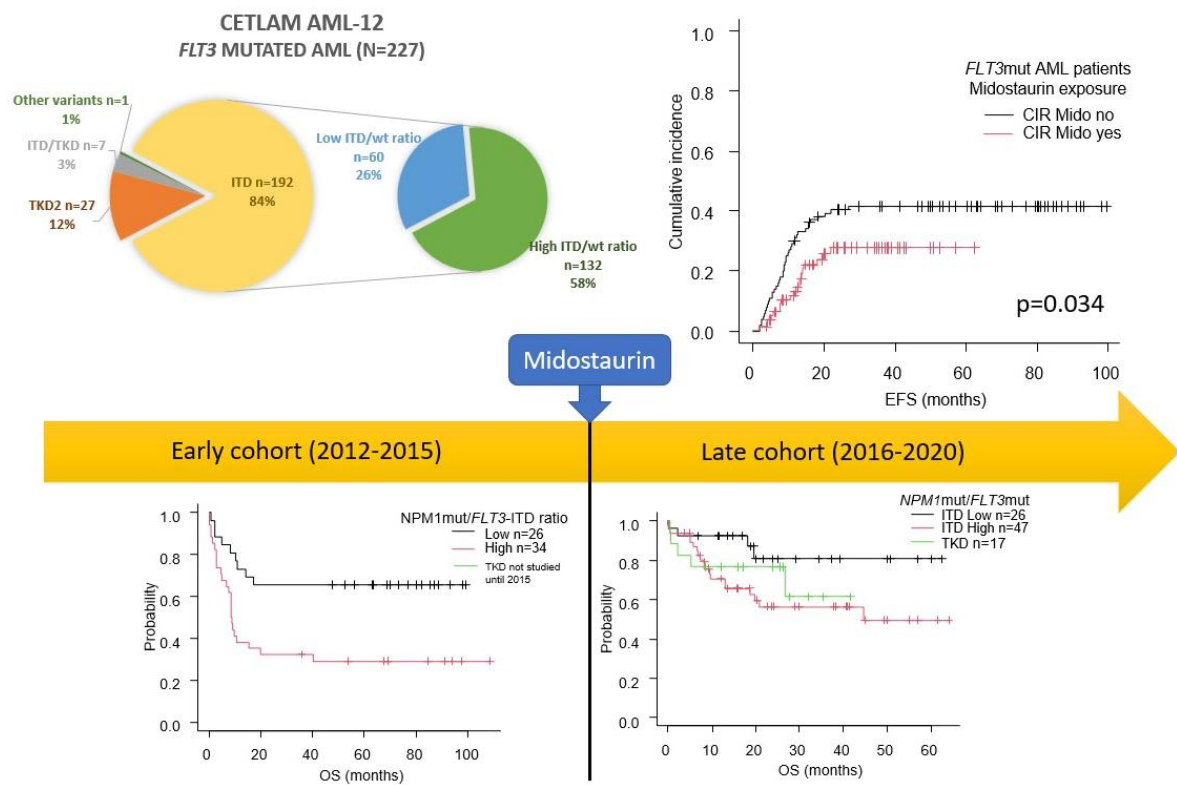 CETLAM AML-12
FLT3 MUTATED AML (N=227)
Other variants n=1
1%
ITD/TKD n=7
3%
TKD2 n=27
12%
ITD n=192
84%
Low ITD/wt ratio
n=60
26%
High ITD/wt ratio
n=132
58%
FLT3mut AML patients
Midostaurin exposure
CIR Mido no
CIR Mido yes
Cumulative incidence
1.0
0.8
0.6
0.4
0.2
0.0
p=0.034
0 20 40 60 80 100
EFS (months)
Midostaurin
Early cohort (2012-2015)
Late cohort (2016-2020)
NPM1mut/FLT3-ITD ratio
Low n=26
High n=34
TKD not studied
until 2015
Probability
1.0
0.8
0.6
0.4
0.2
0.0
0 20 40 60 80 100
OS (months)
NPM1mut/FLT3mut
ITD Low n=26
ITD High n=47
TKD n=17
Probability
1.0
0.8
0.6
0.4
0.2
0.0
0 10 20 30 40 50 60
OS (months)